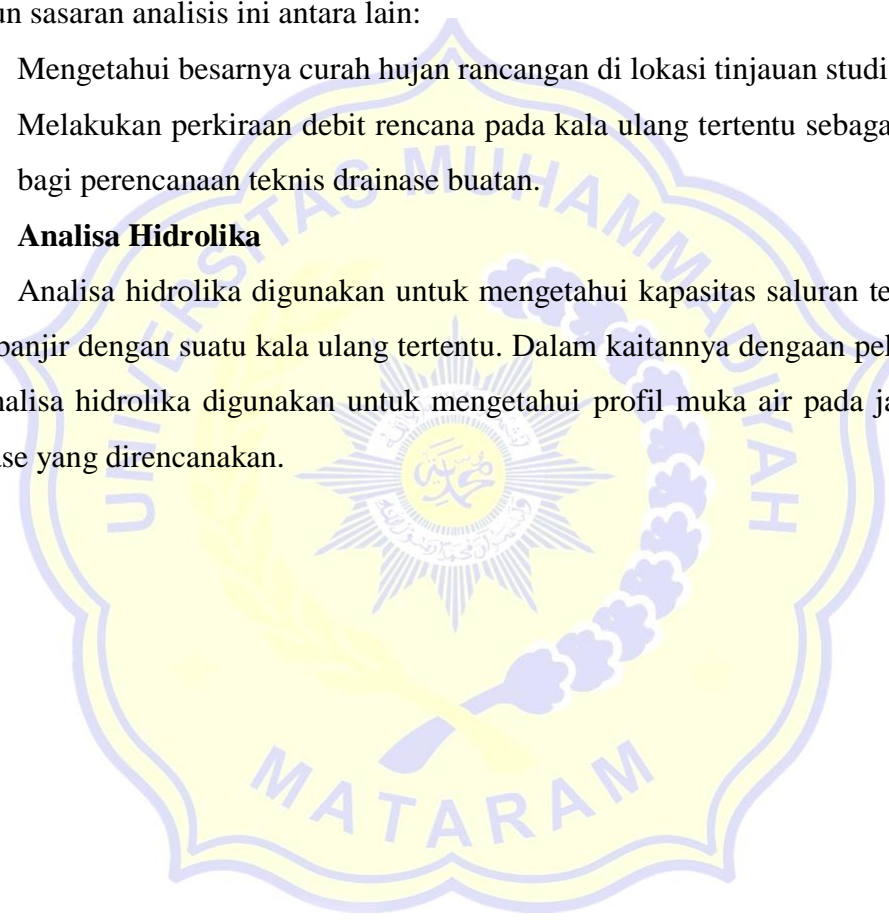 un sasaran analisis ini antara lain:
Mengetahui besarnya curah hujan rancangan di lokasi tinjauan studi
Melakukan perkiraan debit rencana pada kala ulang tertentu sebaga
bagi perencanaan teknis drainase buatan.
Analisa Hidrolika
Analisa hidrolika digunakan untuk mengetahui kapasitas saluran te
banjir dengan suatu kala ulang tertentu. Dalam kaitannya dengaan pel
nalisa hidrolika digunakan untuk mengetahui profil muka air pada ja
ase yang direncanakan.
UNIVERSITAS MUHAMMADIYAH
MATARAM